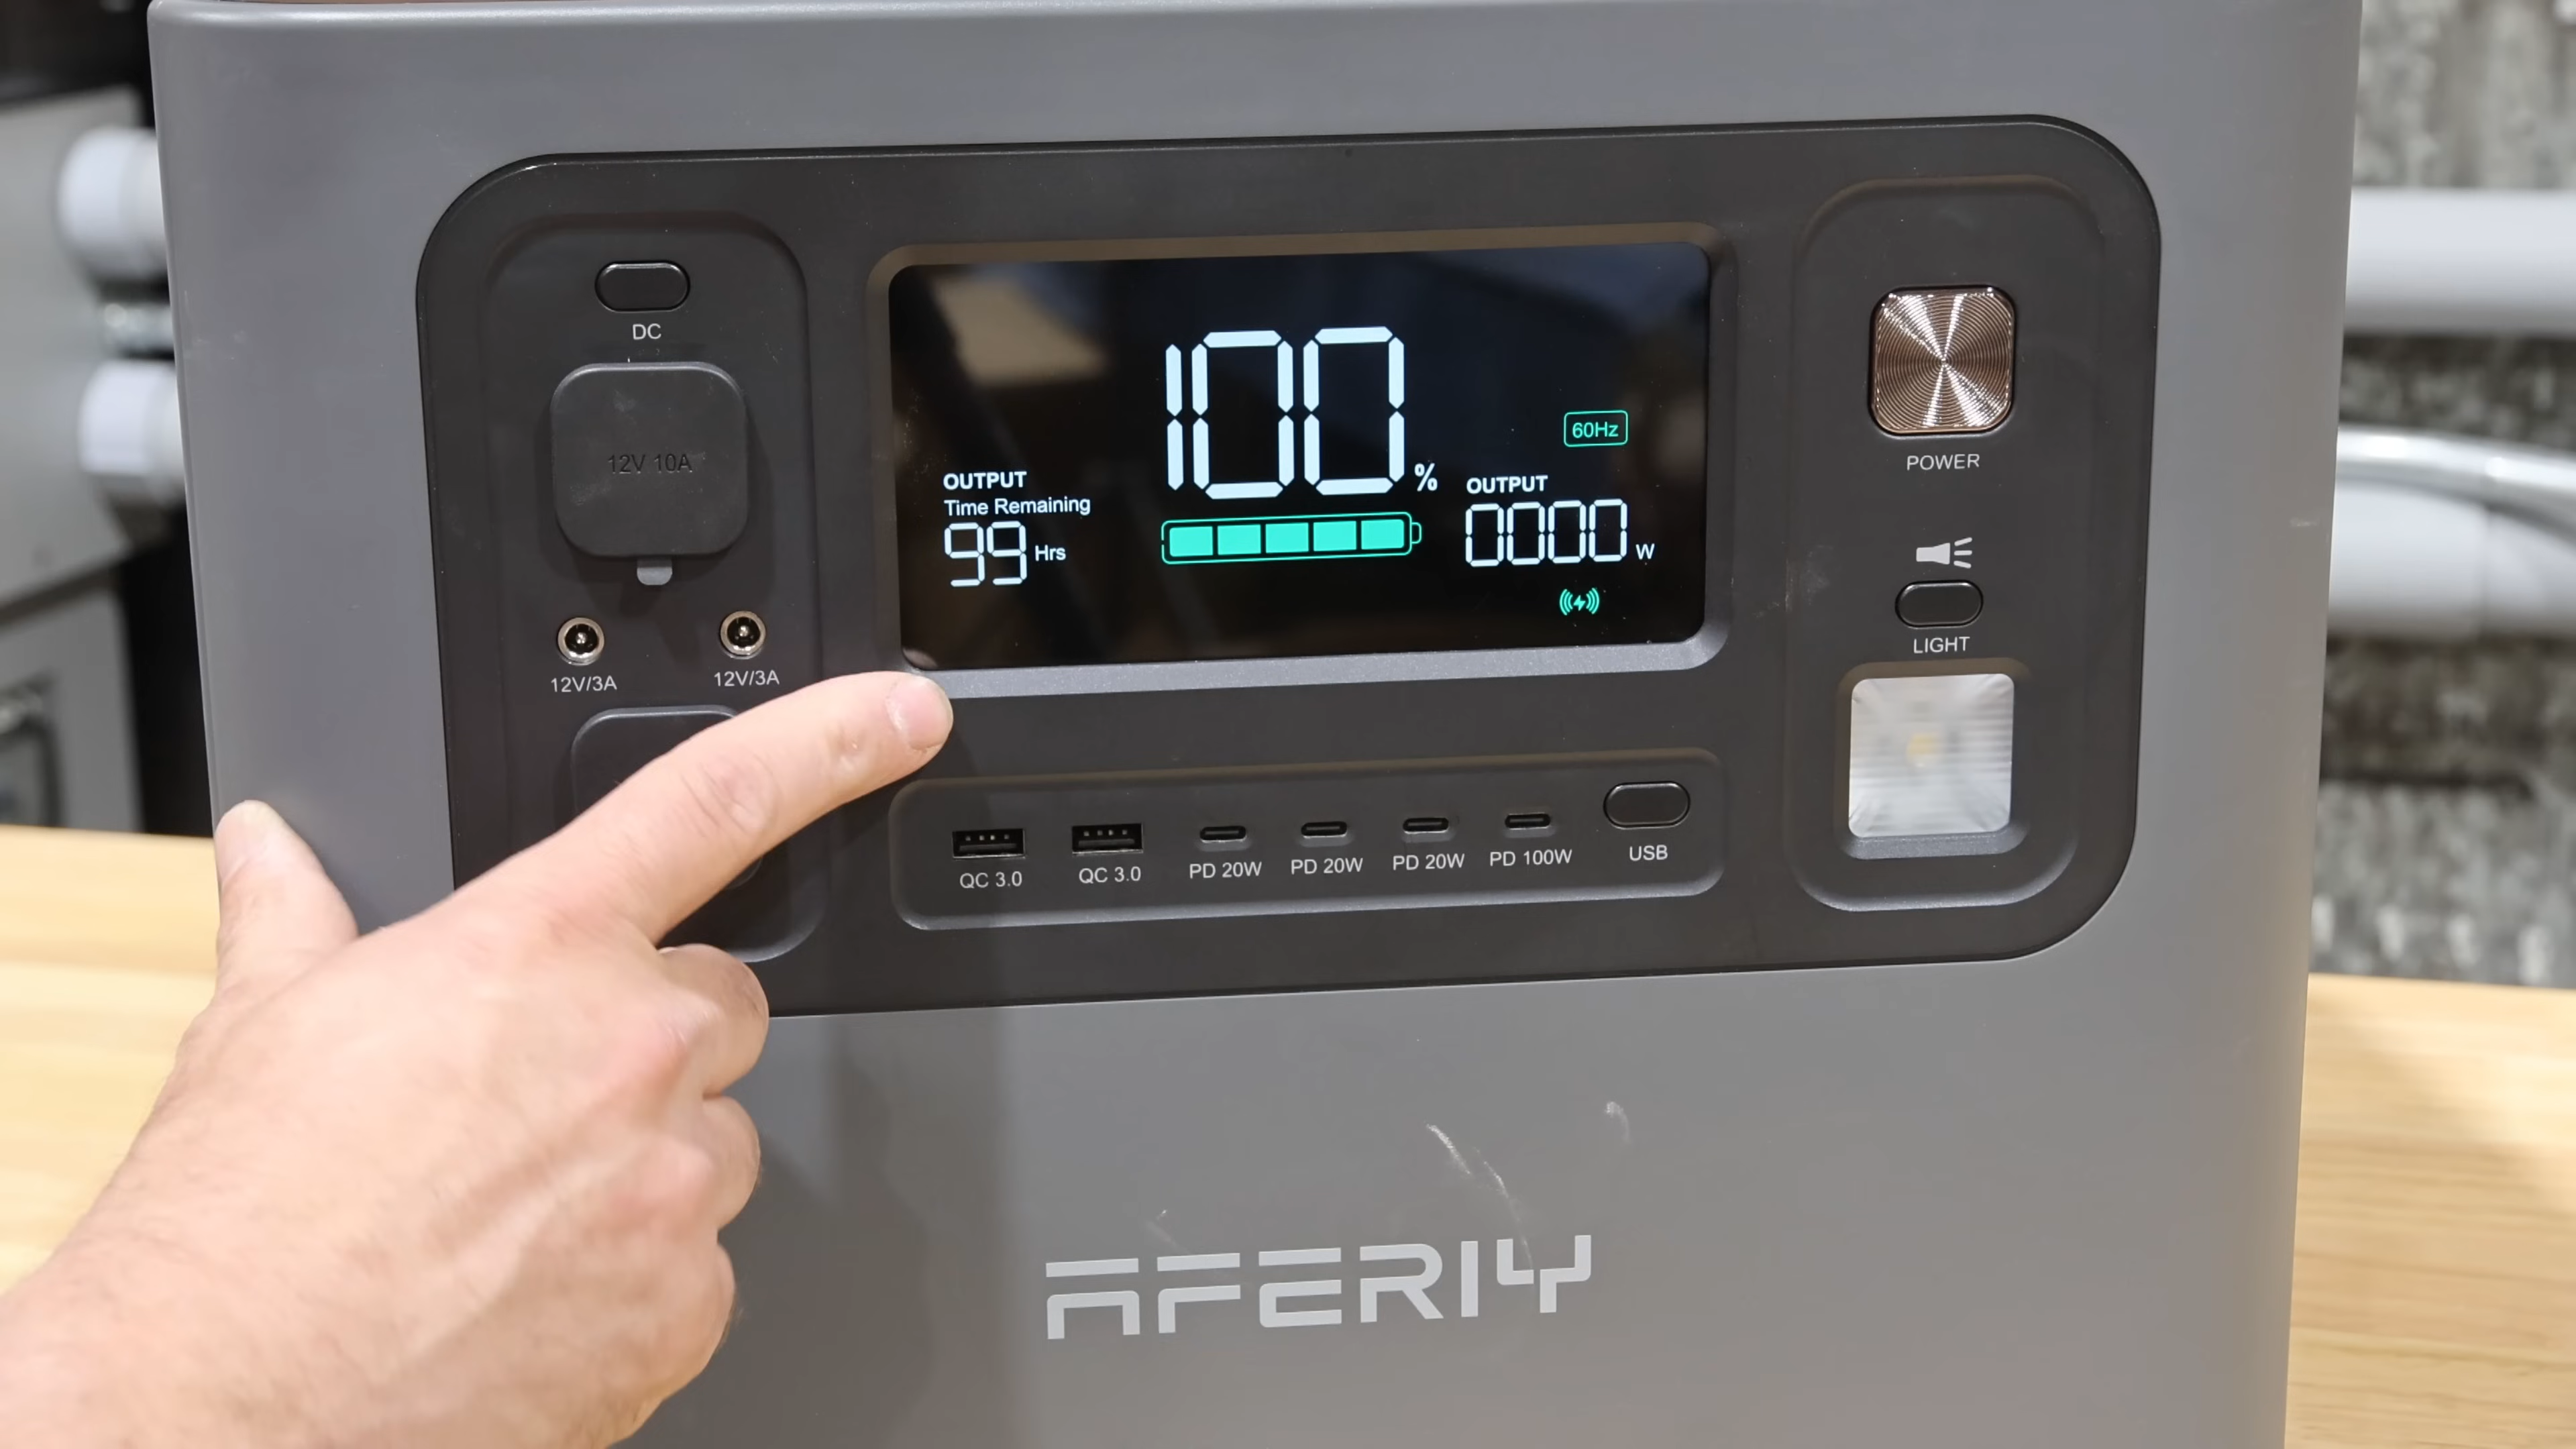 DC
12V 10A
12V/3A
12V/3A
100%
60Hz
OUTPUT
Time Remaining
99 Hrs
OUTPUT
0000 W
POWER
LIGHT
QC 3.0
QC 3.0
PD 20W
PD 20W
PD 20W
PD 100W
USB
AFERIY